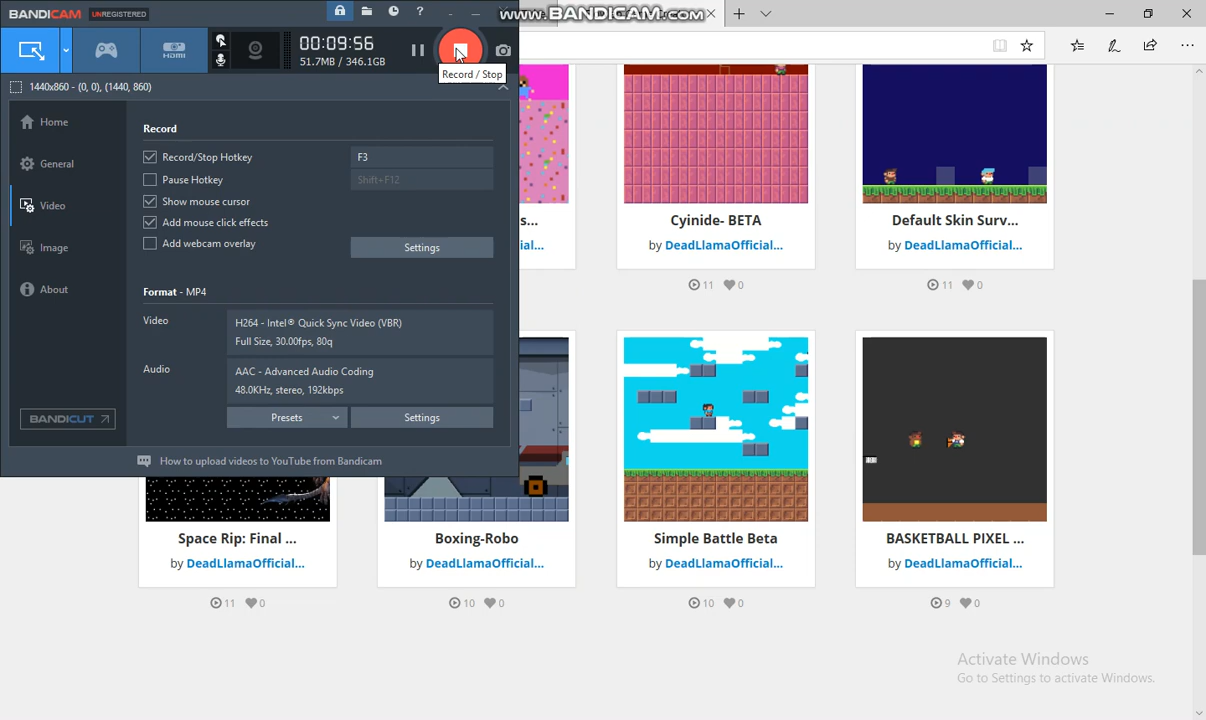 BANDICAM UNREGISTERED
www.BANDICAM.com
00:09:56
51.7MB / 346.1GB
HDMI
Record / Stop
1440x860 - (0, 0), (1440, 860)
Home
General
Video
Image
About
BANDICUT
Record
Record/Stop Hotkey
F3
Pause Hotkey
Shift+F12
Show mouse cursor
Add mouse click effects
Add webcam overlay
Settings
Format - MP4
Video
H264 - Intel® Quick Sync Video (VBR)
Full Size, 30.00fps, 80q
Audio
AAC - Advanced Audio Coding
48.0KHz, stereo, 192kbps
Presets
Settings
How to upload videos to YouTube from Bandicam
s...
ial...
Cyinide- BETA
by DeadLlamaOfficial...
11 0
Default Skin Surv...
by DeadLlamaOfficial...
11 0
Space Rip: Final ...
by DeadLlamaOfficial...
11 0
Boxing-Robo
by DeadLlamaOfficial...
10 0
Simple Battle Beta
by DeadLlamaOfficial...
10 0
BASKETBALL PIXEL ...
by DeadLlamaOfficial...
9 0
Activate Windows
Go to Settings to activate Windows.